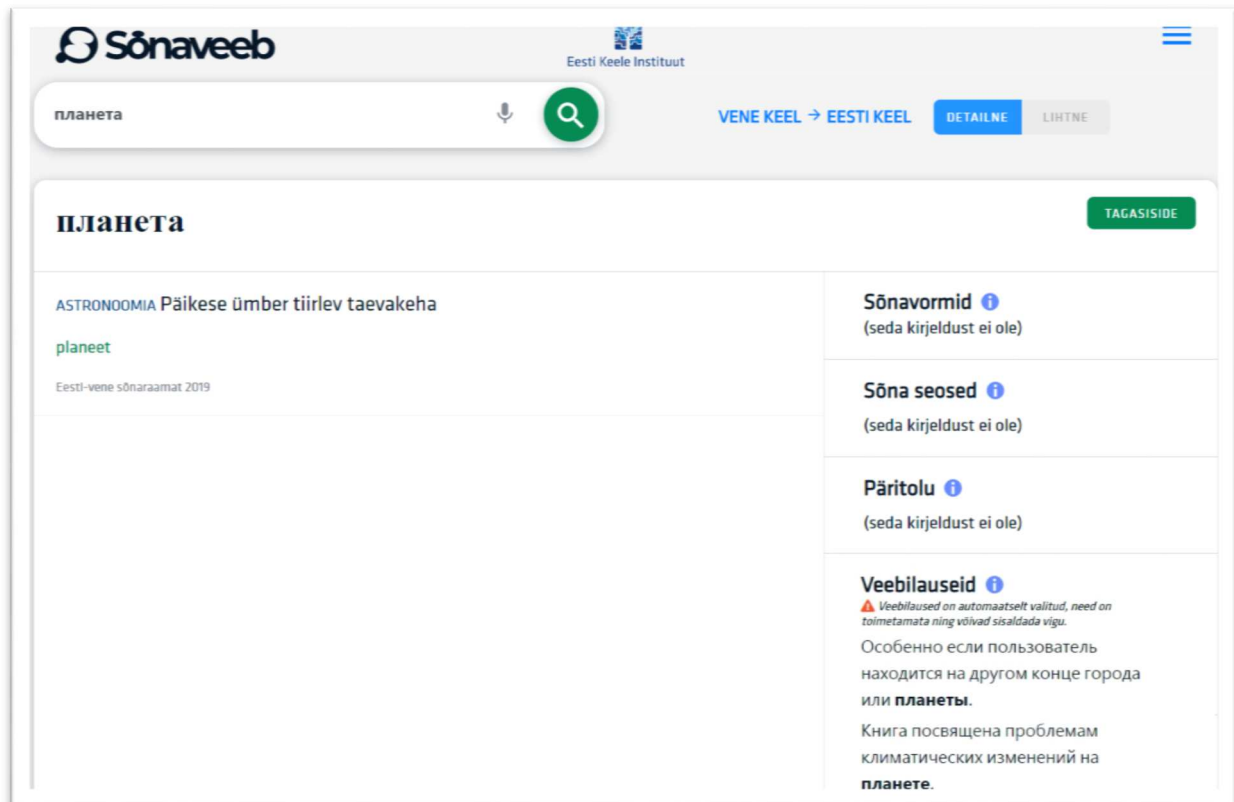 Sõnaveeb
Eesti Keele Instituut
планета
VENE KEEL → EESTI KEEL
DETAILNE
LIHTNE
планета
TAGASISIDE
ASTRONOOMIA Päikese ümber tiirlev taevakeha
planeet
Eesti-vene sõnaraamat 2019
Sõnavormid
(seda kirjeldust ei ole)
Sõna seosed
(seda kirjeldust ei ole)
Päritolu
(seda kirjeldust ei ole)
Veebilauseid
Veebilaused on automaatselt valitud, need on
toimetamata ning võivad sisaldada vigu.
Особенно если пользователь
находится на другом конце города
или планеты.
Книга посвящена проблемам
климатических изменений на
планете.